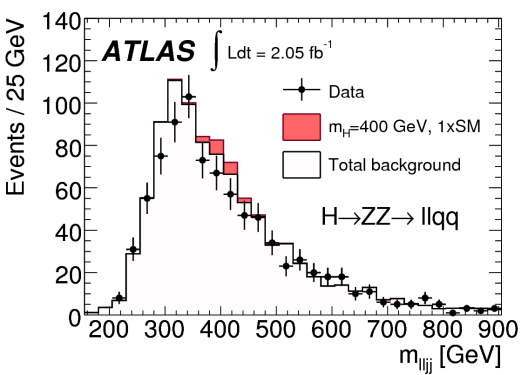 Events / 25 GeV
140
120
100
80
60
40
20
0
ATLAS ∫ Ldt = 2.05 fb⁻¹
Data
m_H=400 GeV, 1xSM
Total background
H→ZZ→ llqq
200 300 400 500 600 700 800 900
m_lljj [GeV]